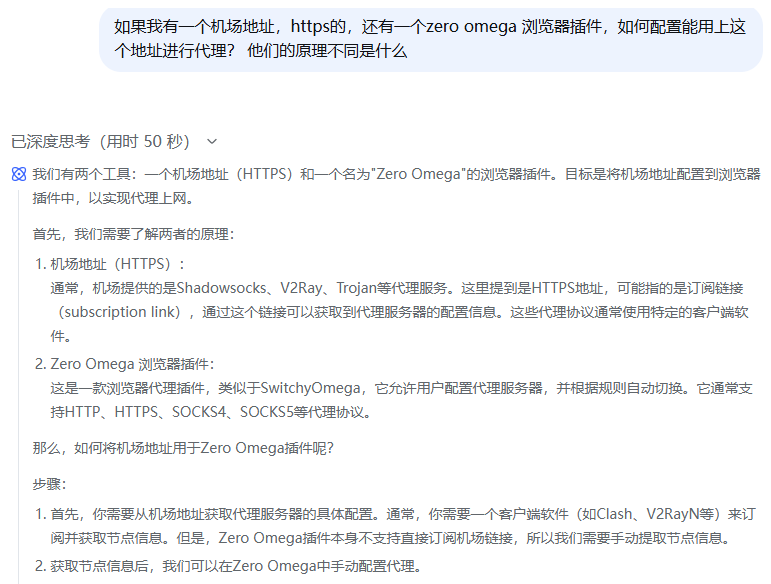 如果我有一个机场地址，https的，还有一个zero omega 浏览器插件，如何配置能用上这
个地址进行代理？ 他们的原理不同是什么
已深度思考（用时 50 秒）
我们有两个工具：一个机场地址（HTTPS）和一个名为"Zero Omega"的浏览器插件。目标是将机场地址配置到浏览器
插件中，以实现代理上网。
首先，我们需要了解两者的原理：
1. 机场地址（HTTPS）：
通常，机场提供的是Shadowsocks、V2Ray、Trojan等代理服务。这里提到是HTTPS地址，可能指的是订阅链接
（subscription link），通过这个链接可以获取到代理服务器的配置信息。这些代理协议通常使用特定的客户端软
件。
2. Zero Omega 浏览器插件：
这是一款浏览器代理插件，类似于SwitchyOmega，它允许用户配置代理服务器，并根据规则自动切换。它通常支
持HTTP、HTTPS、SOCKS4、SOCKS5等代理协议。
那么，如何将机场地址用于Zero Omega插件呢？
步骤：
1. 首先，你需要从机场地址获取代理服务器的具体配置。通常，你需要一个客户端软件（如Clash、V2RayN等）来订
阅并获取节点信息。但是，Zero Omega插件本身不支持直接订阅机场链接，所以我们需要手动提取节点信息。
2. 获取节点信息后，我们可以在Zero Omega中手动配置代理。